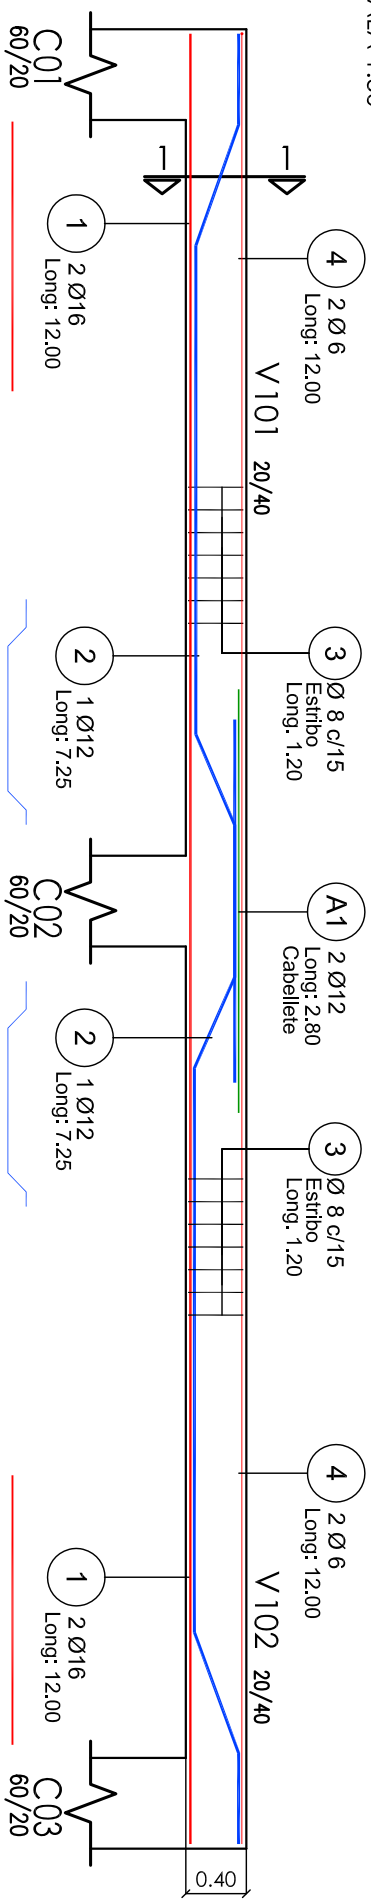 1
1
4
2 Ø 6
Long: 12.00
V 101
20/40
3
Ø 8 c/15
Estribo
Long. 1.20
A1
2 Ø12
Long: 2.80
Cabellete
3
Ø 8 c/15
Estribo
Long. 1.20
4
2 Ø 6
Long: 12.00
V 102
20/40
0.40
C01
60/20
1
2 Ø16
Long: 12.00
2
1 Ø12
Long: 7.25
C02
60/20
2
1 Ø12
Long: 7.25
1
2 Ø16
Long: 12.00
C03
60/20